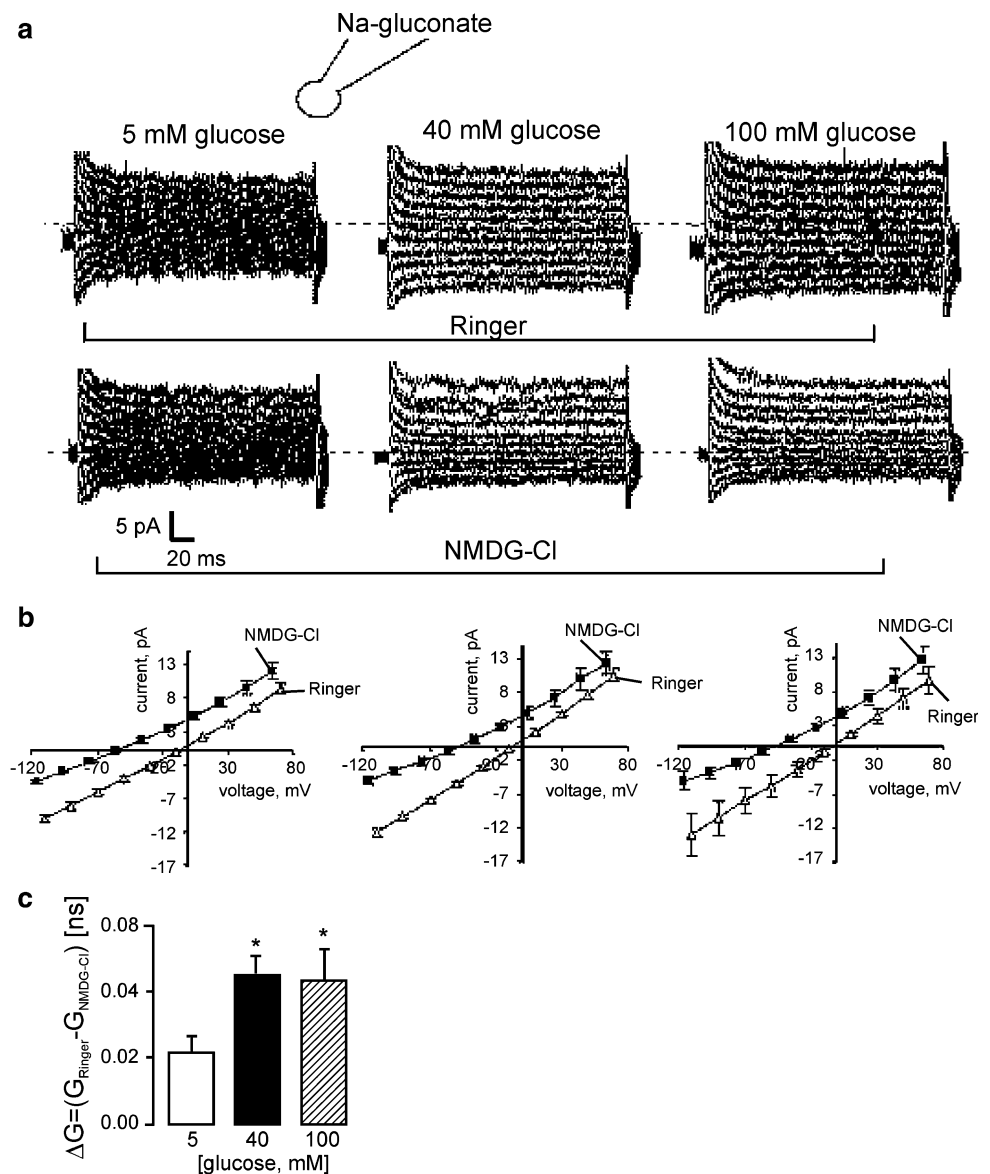 a
Na-gluconate
5 mM glucose
40 mM glucose
100 mM glucose
Ringer
5 pA
20 ms
NMDG-Cl
b
current, pA
13
8
3
-2
-7
-12
-17
-120
-70
-20
30
80
voltage, mV
NMDG-Cl
Ringer
current, pA
13
8
3
-2
-7
-12
-17
-120
-70
-20
30
80
voltage, mV
NMDG-Cl
Ringer
current, pA
13
8
3
-2
-7
-12
-17
-120
-70
-20
30
80
voltage, mV
NMDG-Cl
Ringer
c
ΔG=(GRinger-GNMDG-Cl) [ns]
0.08
0.04
0.02
0.00
*
*
5
40
100
[glucose, mM]